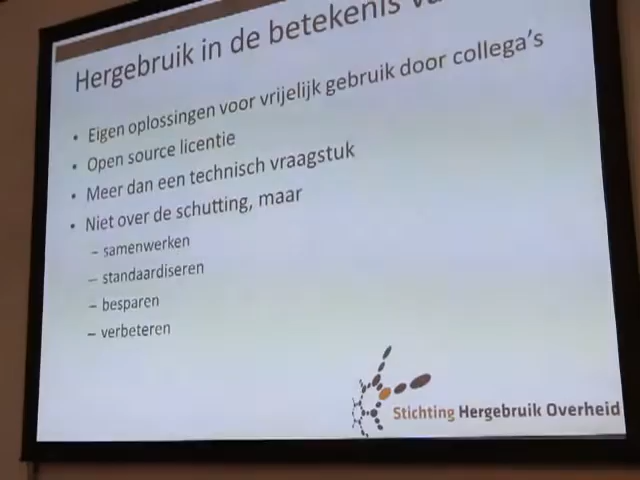 Hergebruik in de betekenis
• Eigen oplossingen voor vrijelijk gebruik door collega's
• Open source licentie
• Meer dan een technisch vraagstuk
• Niet over de schutting, maar
– samenwerken
– standaardiseren
– besparen
– verbeteren
Stichting Hergebruik Overheid